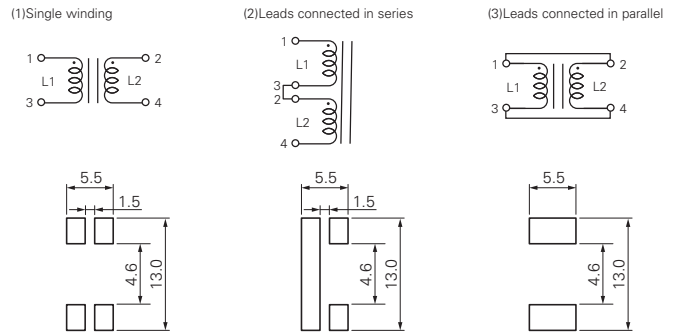 (1)Single winding
(2)Leads connected in series
(3)Leads connected in parallel
1 2
L1 L2
3 4
1
L1
3
2
L2
4
1 2
L1 L2
3 4
5.5
1.5
4.6
13.0
5.5
1.5
4.6
13.0
5.5
4.6
13.0